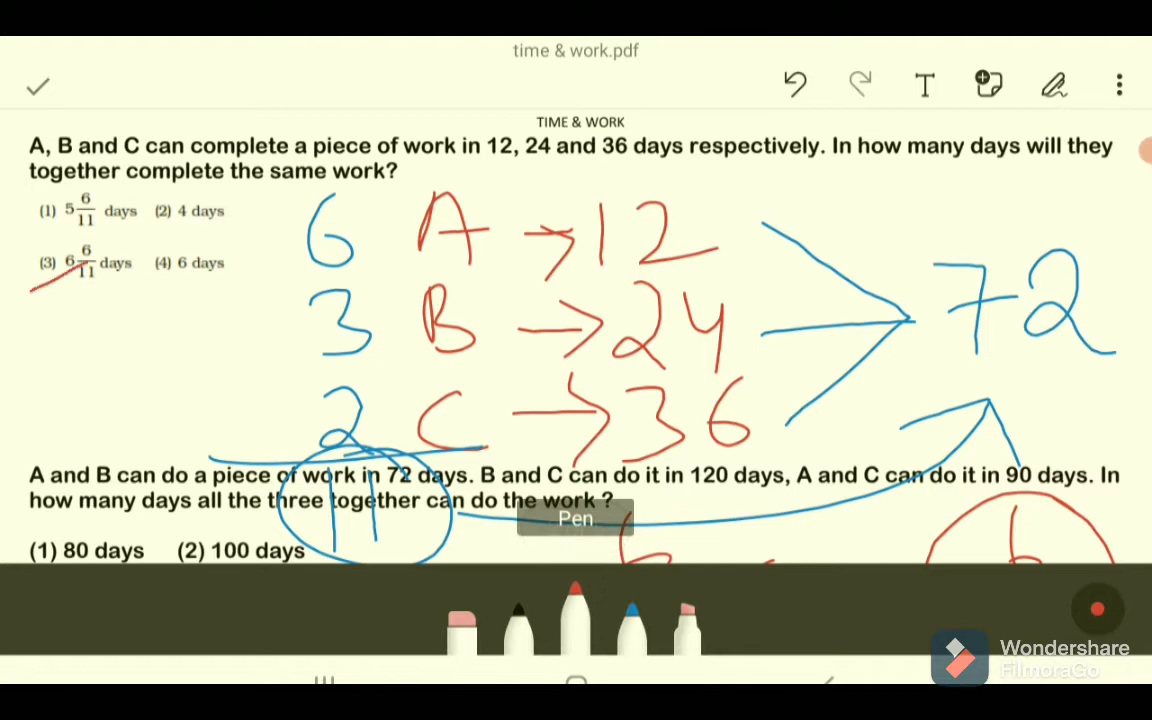 time & work.pdf
TIME & WORK
A, B and C can complete a piece of work in 12, 24 and 36 days respectively. In how many days will they
together complete the same work?
(1) 5 6/11 days (2) 4 days
(3) 6 6/11 days (4) 6 days
6 A → 12
3 B → 24
2 C → 36
72
A and B can do a piece of work in 72 days. B and C can do it in 120 days, A and C can do it in 90 days. In
how many days all the three together can do the work ?
11
Pen
6
6
(1) 80 days (2) 100 days
Wondershare
FilmoraGo